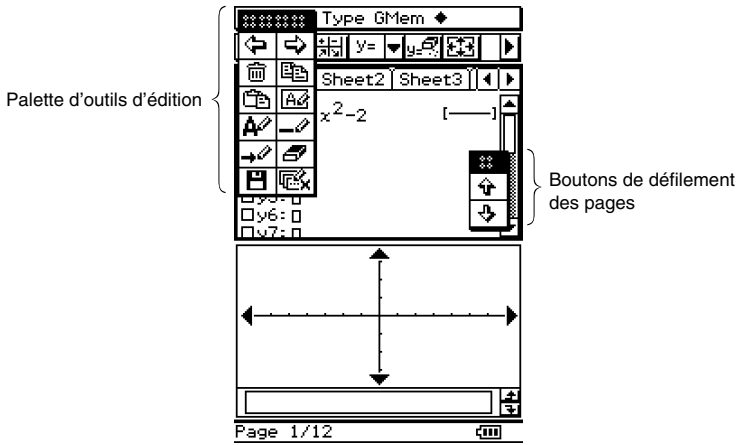 Type GMem ◆
y=
Palette d'outils d'édition
Sheet2 Sheet3
x²-2
Boutons de défilement
des pages
y6:
y7:
Page 1/12